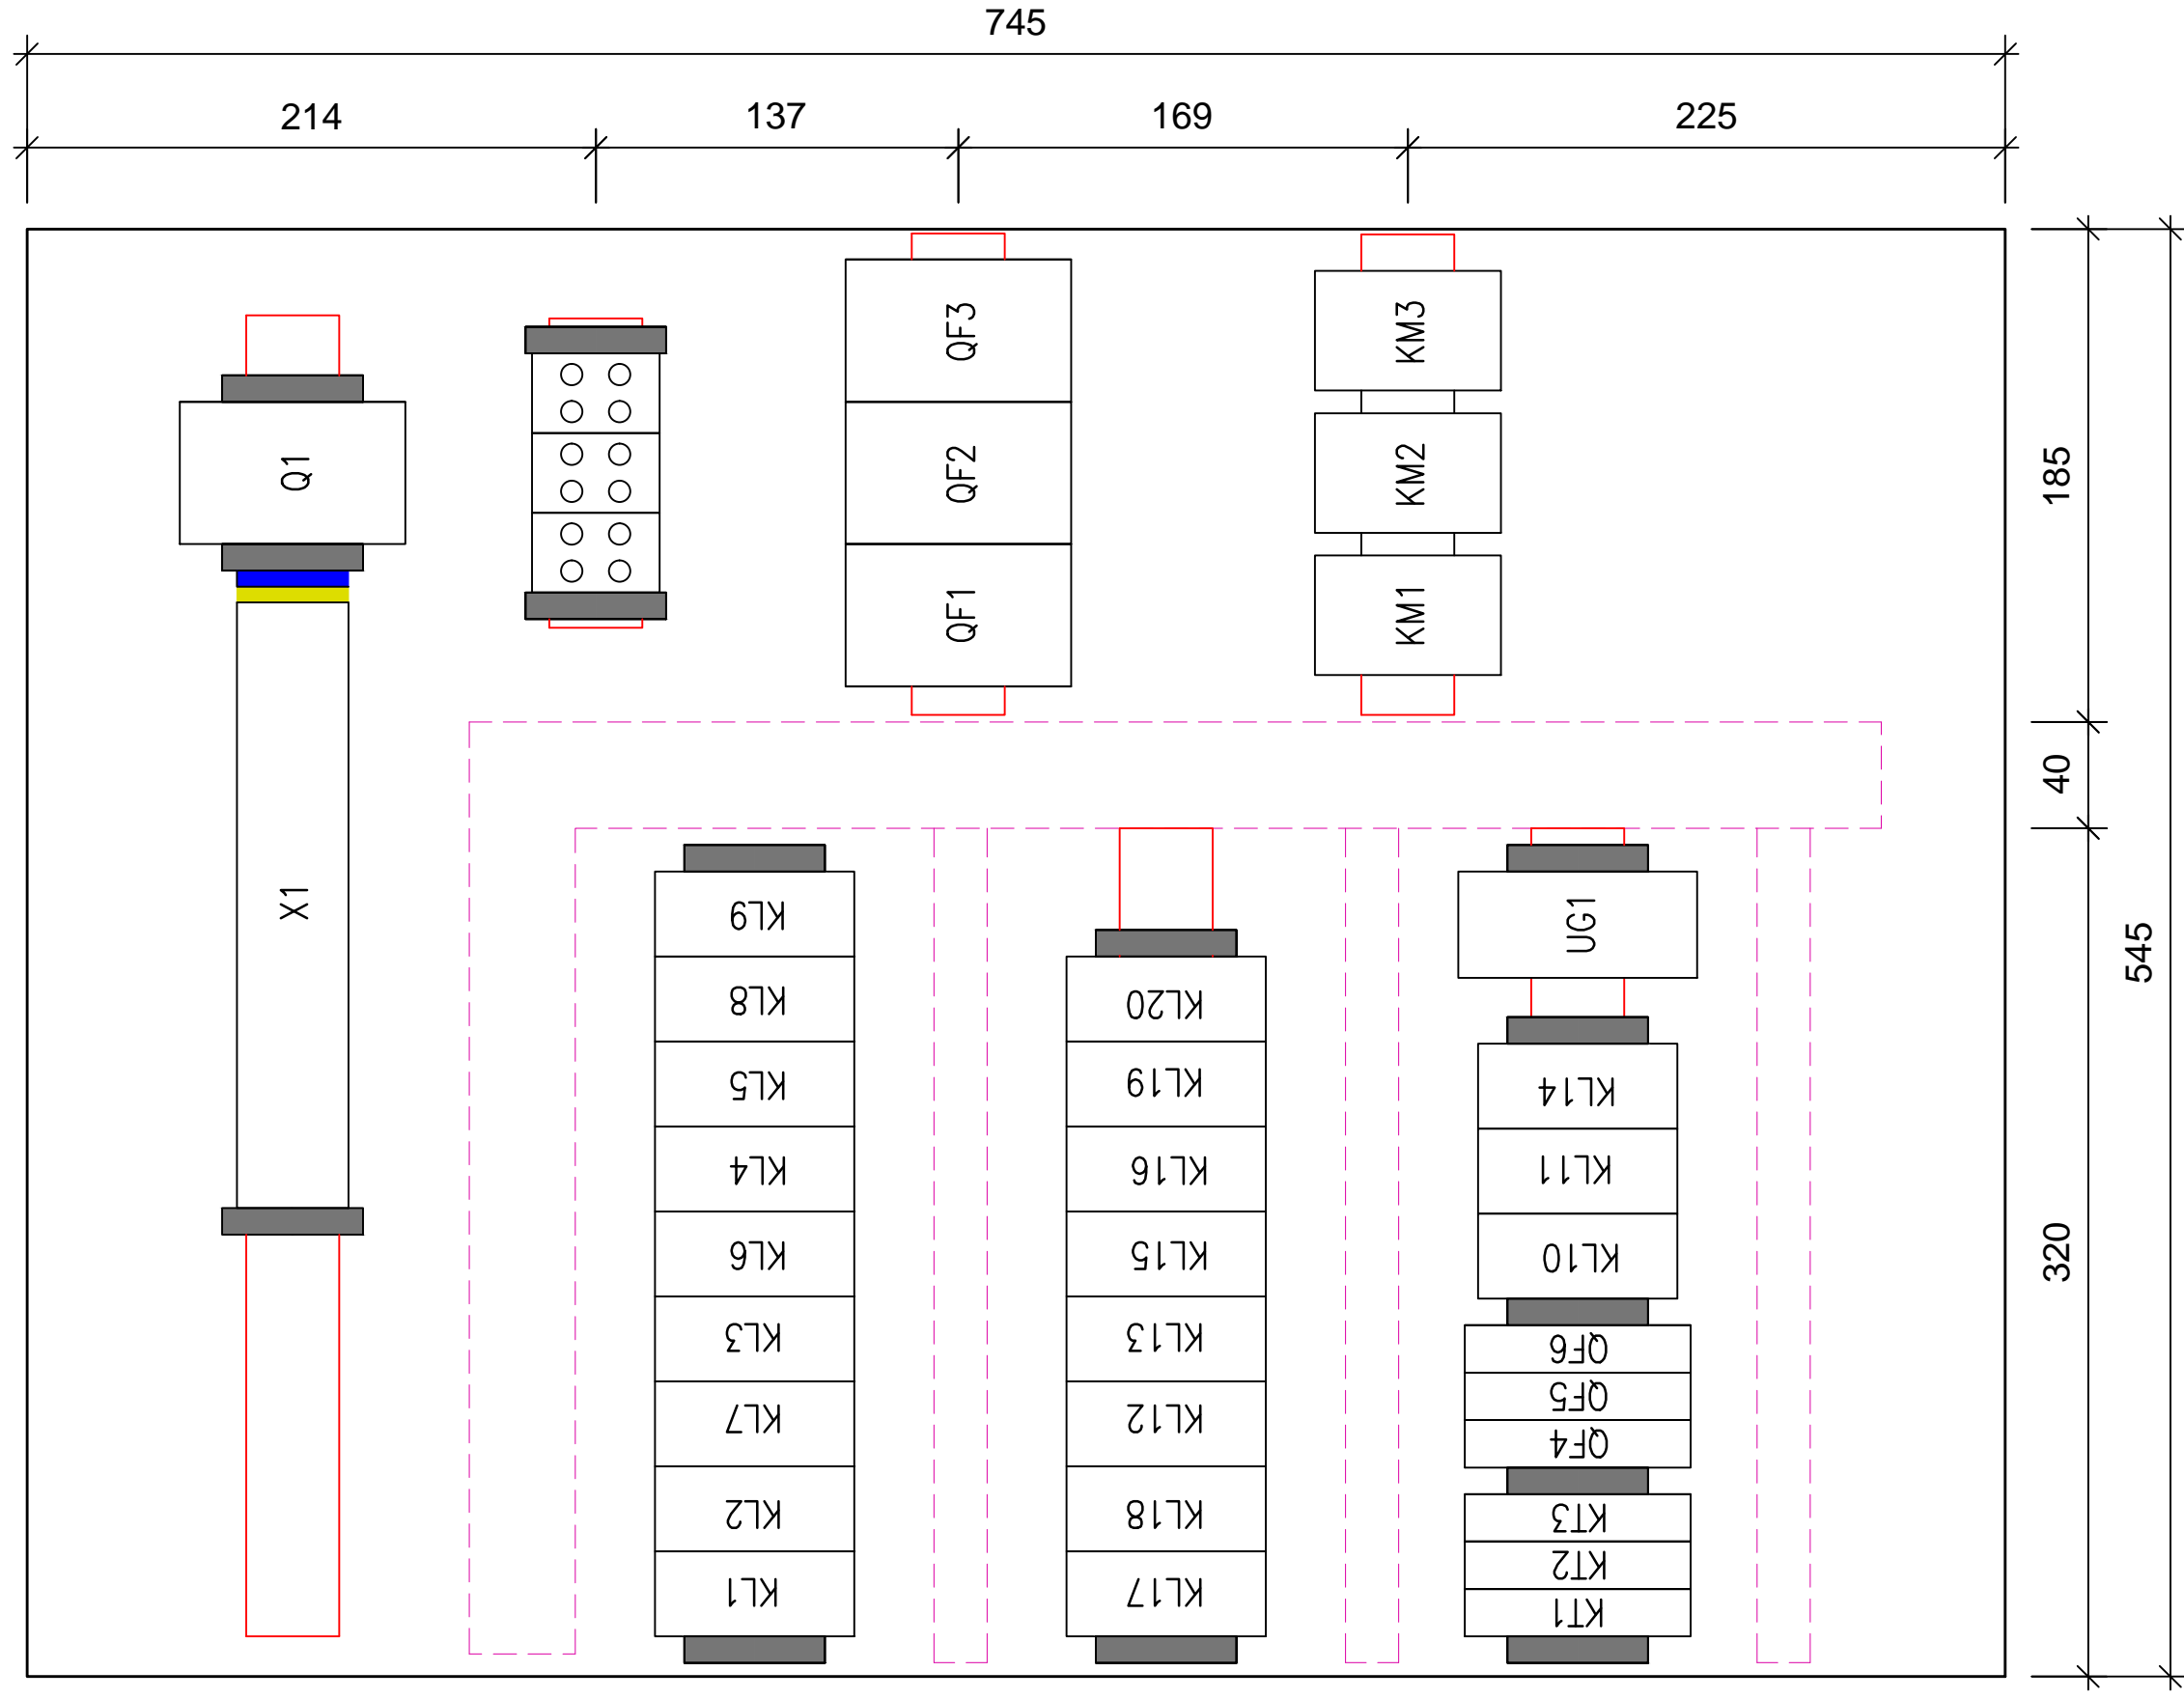 745
214
137
169
225
Q1
X1
QF3
QF2
QF1
KM3
KM2
KM1
185
40
320
545
KL9
KL8
KL5
KL4
KL6
KL3
KL7
KL2
KL1
KL20
KL19
KL16
KL15
KL13
KL12
KL18
KL17
UG1
KL14
KL11
KL10
QF6
QF5
QF4
KT3
KT2
KT1